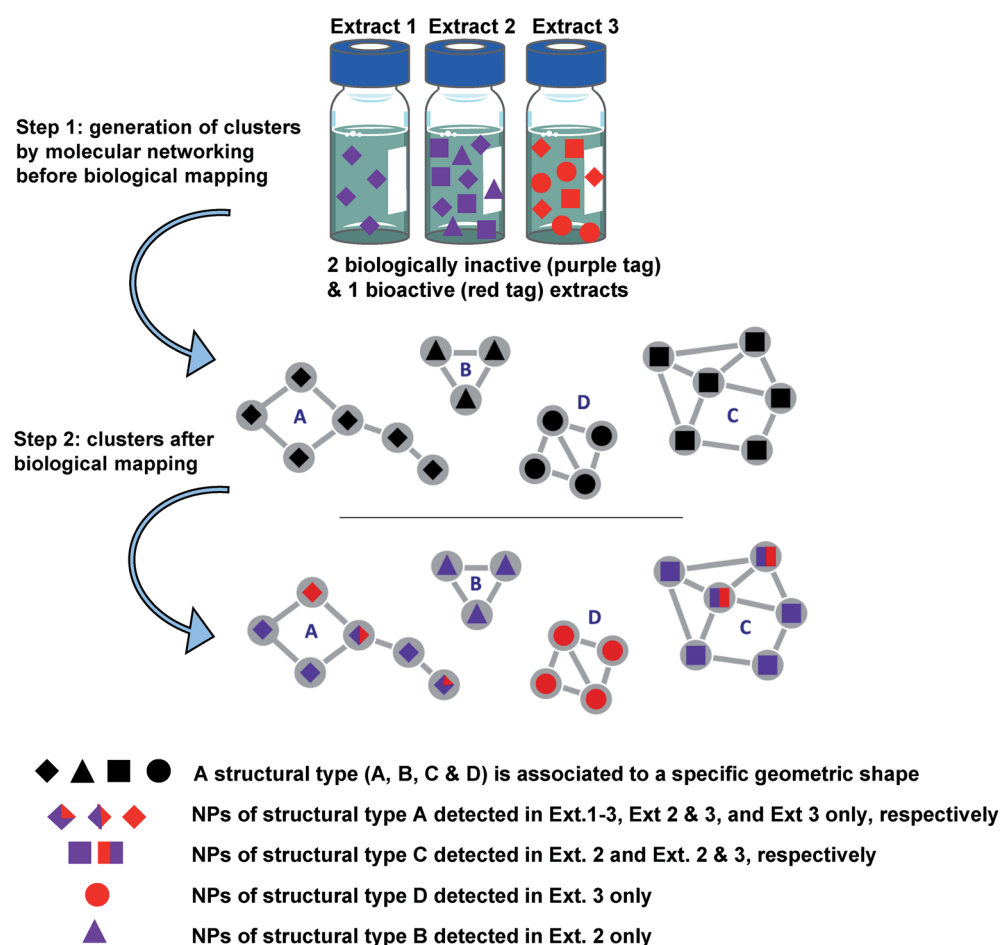 Extract 1 Extract 2 Extract 3
Step 1: generation of clusters
by molecular networking
before biological mapping
2 biologically inactive (purple tag)
& 1 bioactive (red tag) extracts
A
B
D
C
Step 2: clusters after
biological mapping
A
B
D
C
A structural type (A, B, C & D) is associated to a specific geometric shape
NPs of structural type A detected in Ext.1-3, Ext 2 & 3, and Ext 3 only, respectively
NPs of structural type C detected in Ext. 2 and Ext. 2 & 3, respectively
NPs of structural type D detected in Ext. 3 only
NPs of structural type B detected in Ext. 2 only